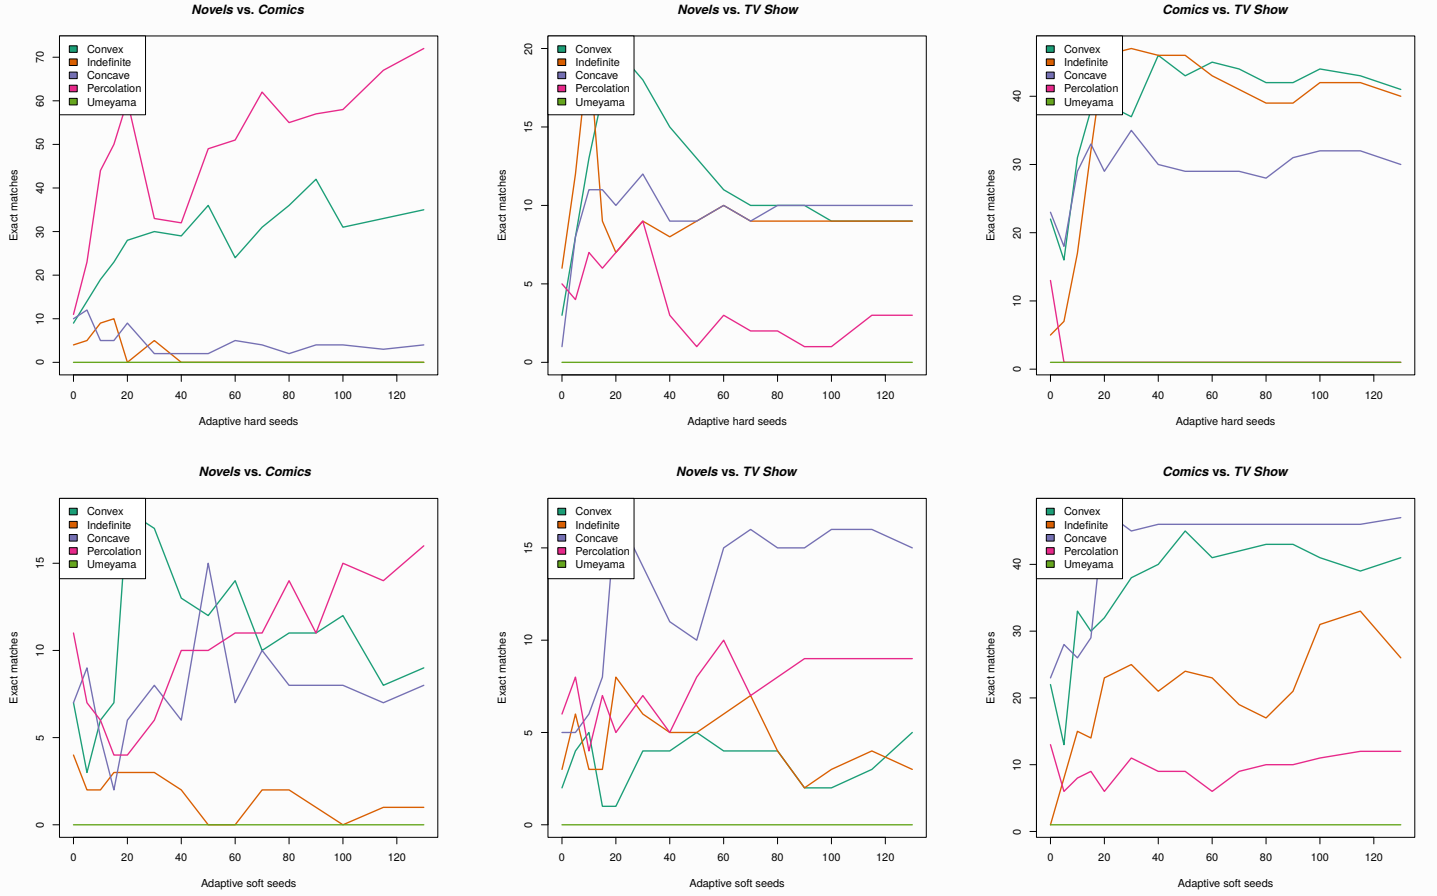 Novels vs. Comics
70
60
50
40
30
20
10
0
Exact matches
Convex
Indefinite
Concave
Percolation
Umeyama
0 20 40 60 80 100 120
Adaptive hard seeds
Novels vs. TV Show
20
15
10
5
0
Exact matches
Convex
Indefinite
Concave
Percolation
Umeyama
0 20 40 60 80 100 120
Adaptive hard seeds
Comics vs. TV Show
40
30
20
10
0
Exact matches
Convex
Indefinite
Concave
Percolation
Umeyama
0 20 40 60 80 100 120
Adaptive hard seeds
Novels vs. Comics
15
10
5
0
Exact matches
Convex
Indefinite
Concave
Percolation
Umeyama
0 20 40 60 80 100 120
Adaptive soft seeds
Novels vs. TV Show
15
10
5
0
Exact matches
Convex
Indefinite
Concave
Percolation
Umeyama
0 20 40 60 80 100 120
Adaptive soft seeds
Comics vs. TV Show
40
30
20
10
0
Exact matches
Convex
Indefinite
Concave
Percolation
Umeyama
0 20 40 60 80 100 120
Adaptive soft seeds